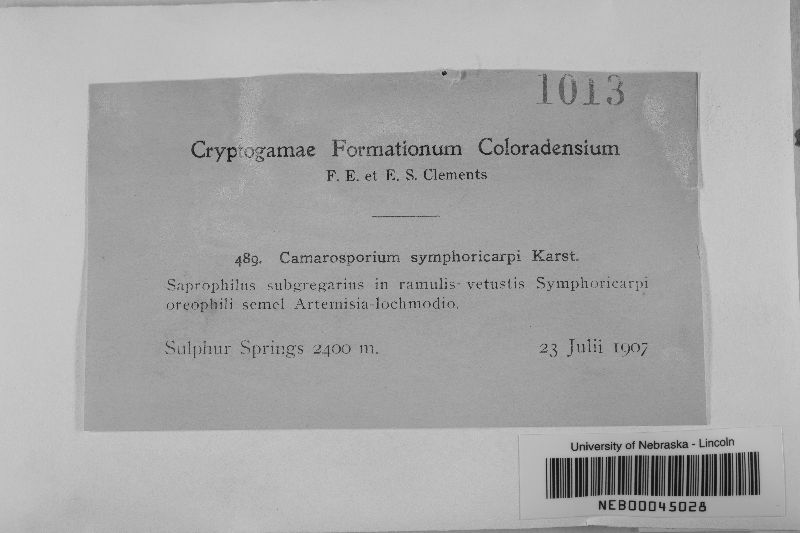 1013
Cryptogamae Formationum Coloradensium
F. E. et E. S. Clements
489. Camarosporium symphoricarpi Karst.
Saprophilus subgregarius in ramulis vetustis Symphoricarpi
oreophili semel Artemisia-lochmodio.
Sulphur Springs 2400 m. 23 Julii 1907
University of Nebraska - Lincoln
NEB00045028